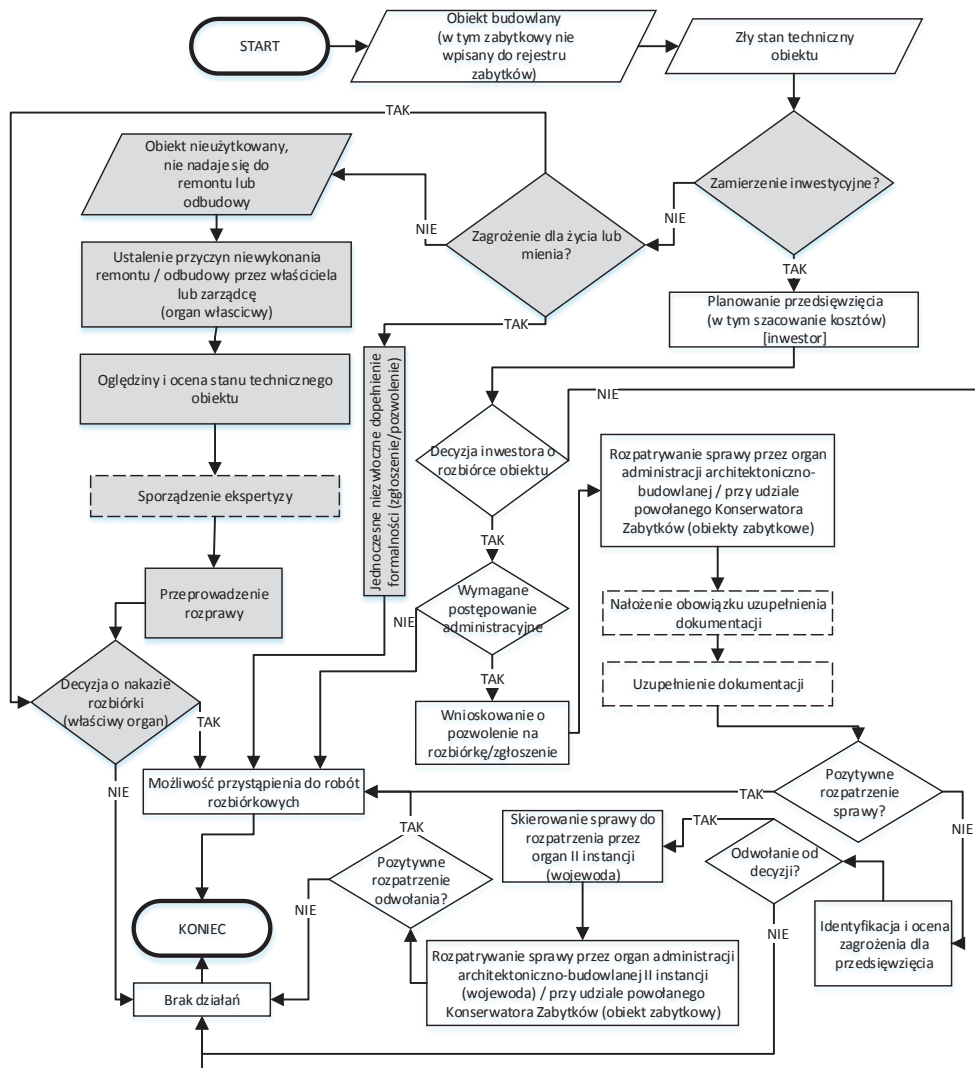 START
Obiekt budowlany
(w tym zabytkowy nie
wpisany do rejestru
zabytków)
Zły stan techniczny
obiektu
TAK
Obiekt nieużytkowany,
nie nadaje się do
remontu lub
odbudowy
Zamierzenie inwestycyjne?
NIE
NIE
Zagrożenie dla życia lub
mienia?
TAK
Ustalenie przyczyn niewykonania
remontu / odbudowy przez właściciela
lub zarządcę
(organ włascicwy)
Planowanie przedsięwzięcia
(w tym szacowanie kosztów)
[inwestor]
TAK
Oględziny i ocena stanu technicznego
obiektu
Jednoczesne niezwłoczne dopełnienie
formalności (zgłoszenie/pozwolenie)
NIE
Decyzja inwestora o
rozbiórce obiektu
Rozpatrywanie sprawy przez organ
administracji architektoniczno-
budowlanej / przy udziale
powołanego Konserwatora
Zabytków (obiekty zabytkowe)
Sporządzenie ekspertyzy
TAK
Przeprowadzenie
rozprawy
Wymagane
postępowanie
administracyjne
NIE
Nałożenie obowiązku uzupełnienia
dokumentacji
TAK
Decyzja o nakazie
rozbiórki
(właściwy organ)
TAK
Uzupełnienie dokumentacji
Wnioskowanie o
pozwolenie na
rozbiórkę/zgłoszenie
NIE
Możliwość przystąpienia do robót
rozbiórkowych
TAK
Pozytywne
rozpatrzenie
sprawy?
NIE
TAK
Skierowanie sprawy do
rozpatrzenia przez
organ II instancji
(wojewoda)
TAK
Odwołanie od
decyzji?
Pozytywne
rozpatrzenie
odwołania?
NIE
KONIEC
NIE
Identyfikacja i ocena
zagrożenia dla
przedsięwzięcia
Rozpatrywanie sprawy przez organ administracji
architektoniczno-budowlanej II instancji
(wojewoda) / przy udziale powołanego
Konserwatora Zabytków (obiekt zabytkowy)
Brak działań